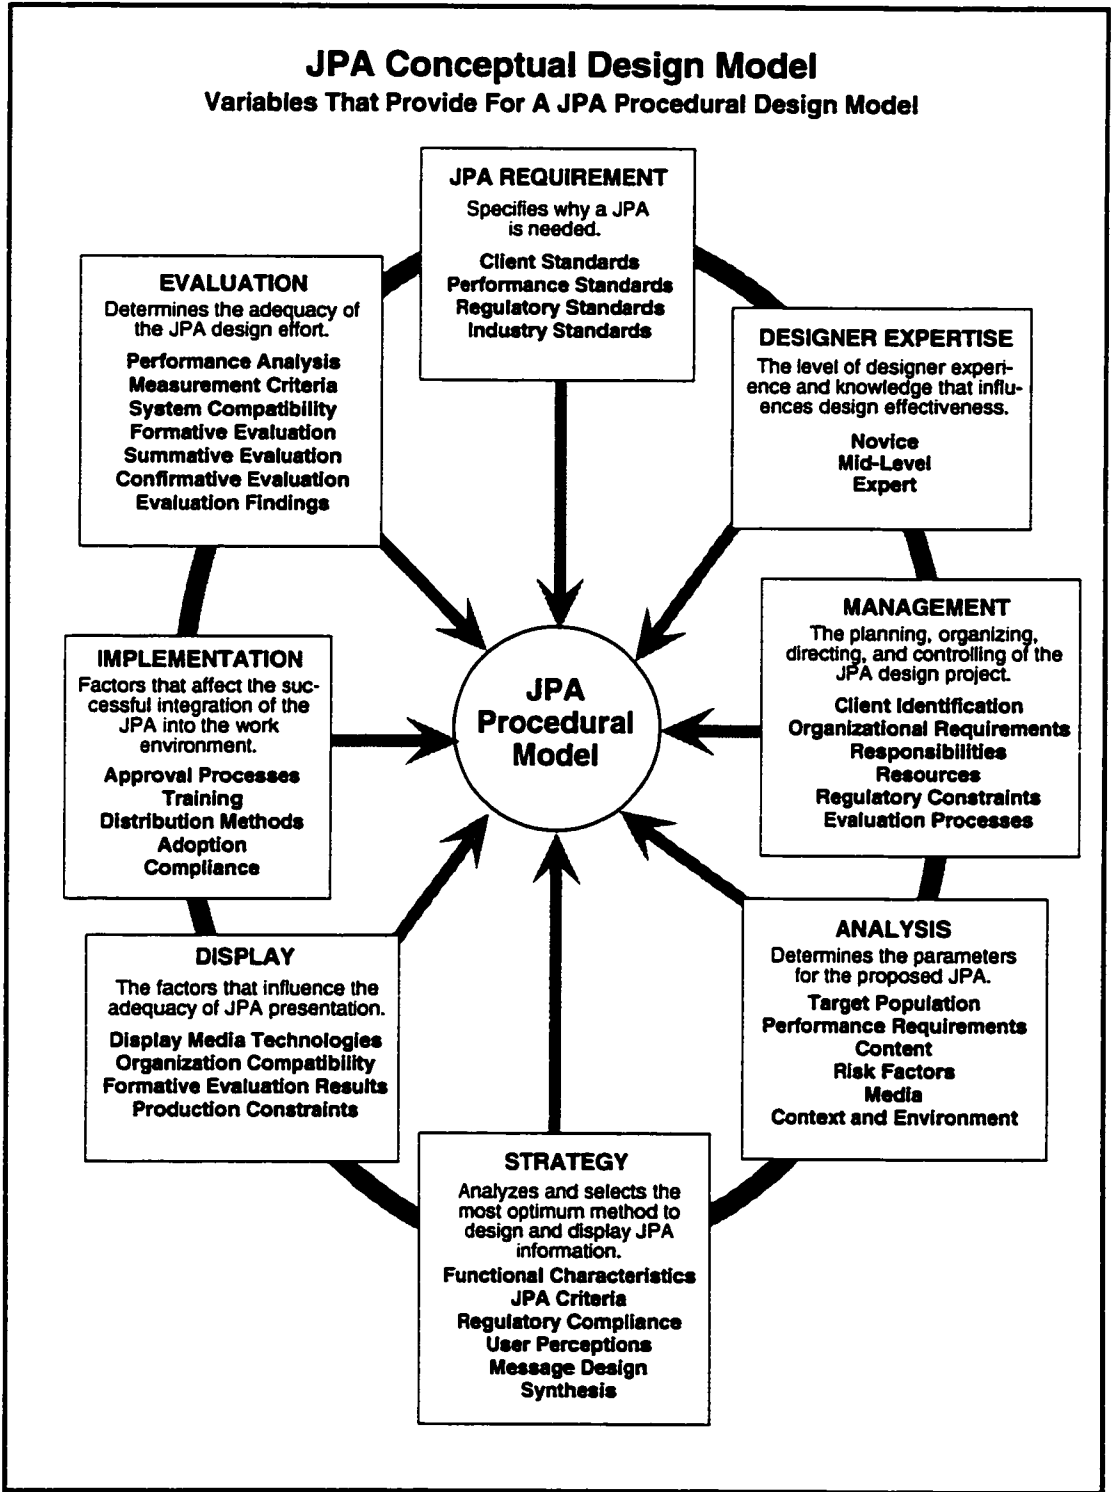 JPA Conceptual Design Model
Variables That Provide For A JPA Procedural Design Model
JPA REQUIREMENT
Specifies why a JPA
is needed.
Client Standards
Performance Standards
Regulatory Standards
Industry Standards
DESIGNER EXPERTISE
The level of designer experi-
ence and knowledge that influ-
ences design effectiveness.
Novice
Mid-Level
Expert
MANAGEMENT
The planning, organizing,
directing, and controlling of the
JPA design project.
Client Identification
Organizational Requirements
Responsibilities
Resources
Regulatory Constraints
Evaluation Processes
ANALYSIS
Determines the parameters
for the proposed JPA.
Target Population
Performance Requirements
Content
Risk Factors
Media
Context and Environment
STRATEGY
Analyzes and selects the
most optimum method to
design and display JPA
information.
Functional Characteristics
JPA Criteria
Regulatory Compliance
User Perceptions
Message Design
Synthesis
DISPLAY
The factors that influence the
adequacy of JPA presentation.
Display Media Technologies
Organization Compatibility
Formative Evaluation Results
Production Constraints
IMPLEMENTATION
Factors that affect the suc-
cessful integration of the
JPA into the work
environment.
Approval Processes
Training
Distribution Methods
Adoption
Compliance
EVALUATION
Determines the adequacy of
the JPA design effort.
Performance Analysis
Measurement Criteria
System Compatibility
Formative Evaluation
Summative Evaluation
Confirmative Evaluation
Evaluation Findings
JPA
Procedural
Model